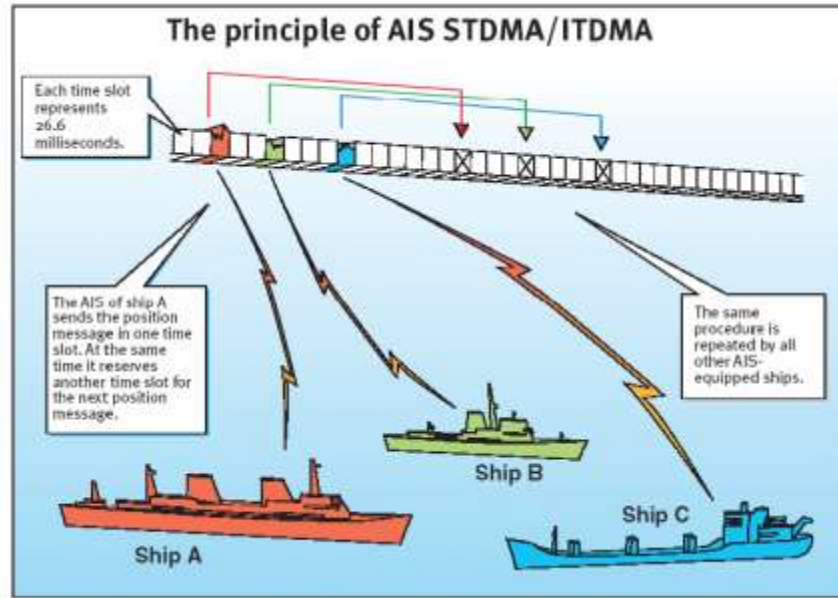 The principle of AIS STDMA/ITDMA
Each time slot
represents
26.6
milliseconds.
The AIS of ship A
sends the position
message in one time
slot. At the same
time it reserves
another time slot for
the next position
message.
The same
procedure is
repeated by all
other AIS-
equipped ships.
Ship B
Ship C
Ship A